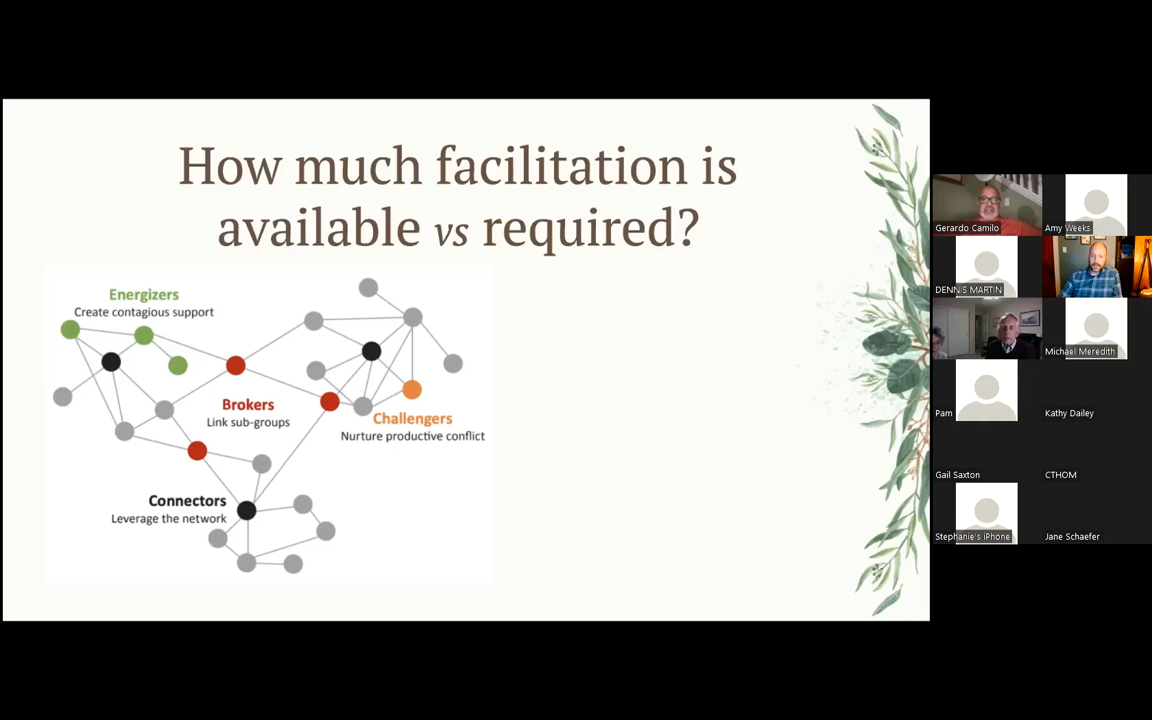 How much facilitation is
available vs required?
Energizers
Create contagious support
Brokers
Link sub-groups
Challengers
Nurture productive conflict
Connectors
Leverage the network
Gerardo Camilo
Amy Weeks
DENNIS MARTIN
Michael Meredith
Pam
Kathy Dailey
Gail Saxton
CTHOM
Stephanie's iPhone
Jane Schaefer